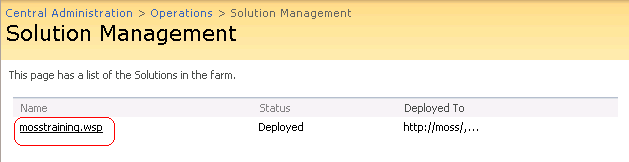 Central Administration > Operations > Solution Management
Solution Management
This page has a list of the Solutions in the farm.
Name Status Deployed To
mosstraining.wsp Deployed http://moss/,...